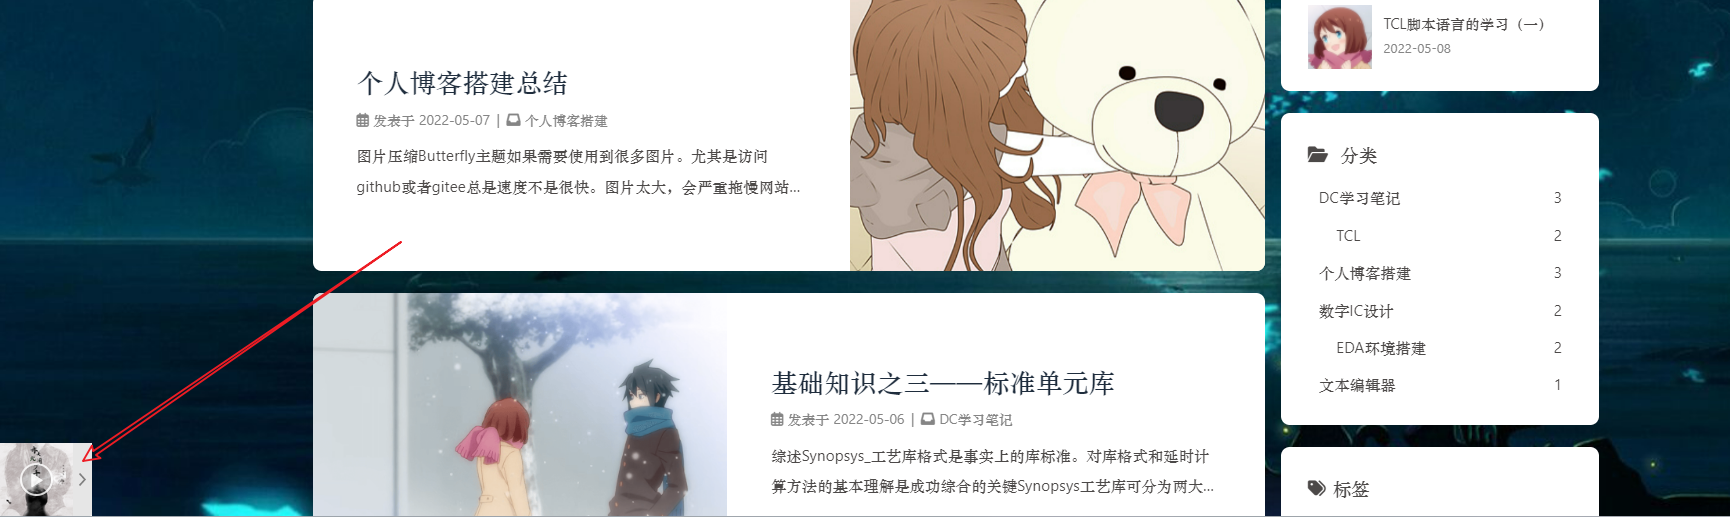 个人博客搭建总结
发表于 2022-05-07 | 个人博客搭建
图片压缩Butterfly主题如果需要使用到很多图片。尤其是访问
github或者gitee总是速度不是很快。图片太大，会严重拖慢网站...
基础知识之三——标准单元库
发表于 2022-05-06 | DC学习笔记
综述Synopsys_工艺库格式是事实上的库标准。对库格式和延时计
算方法的基本理解是成功综合的关键Synopsys工艺库可分为两大...
TCL脚本语言的学习（一）
2022-05-08
分类
DC学习笔记 3
TCL 2
个人博客搭建 3
数字IC设计 2
EDA环境搭建 2
文本编辑器 1
标签